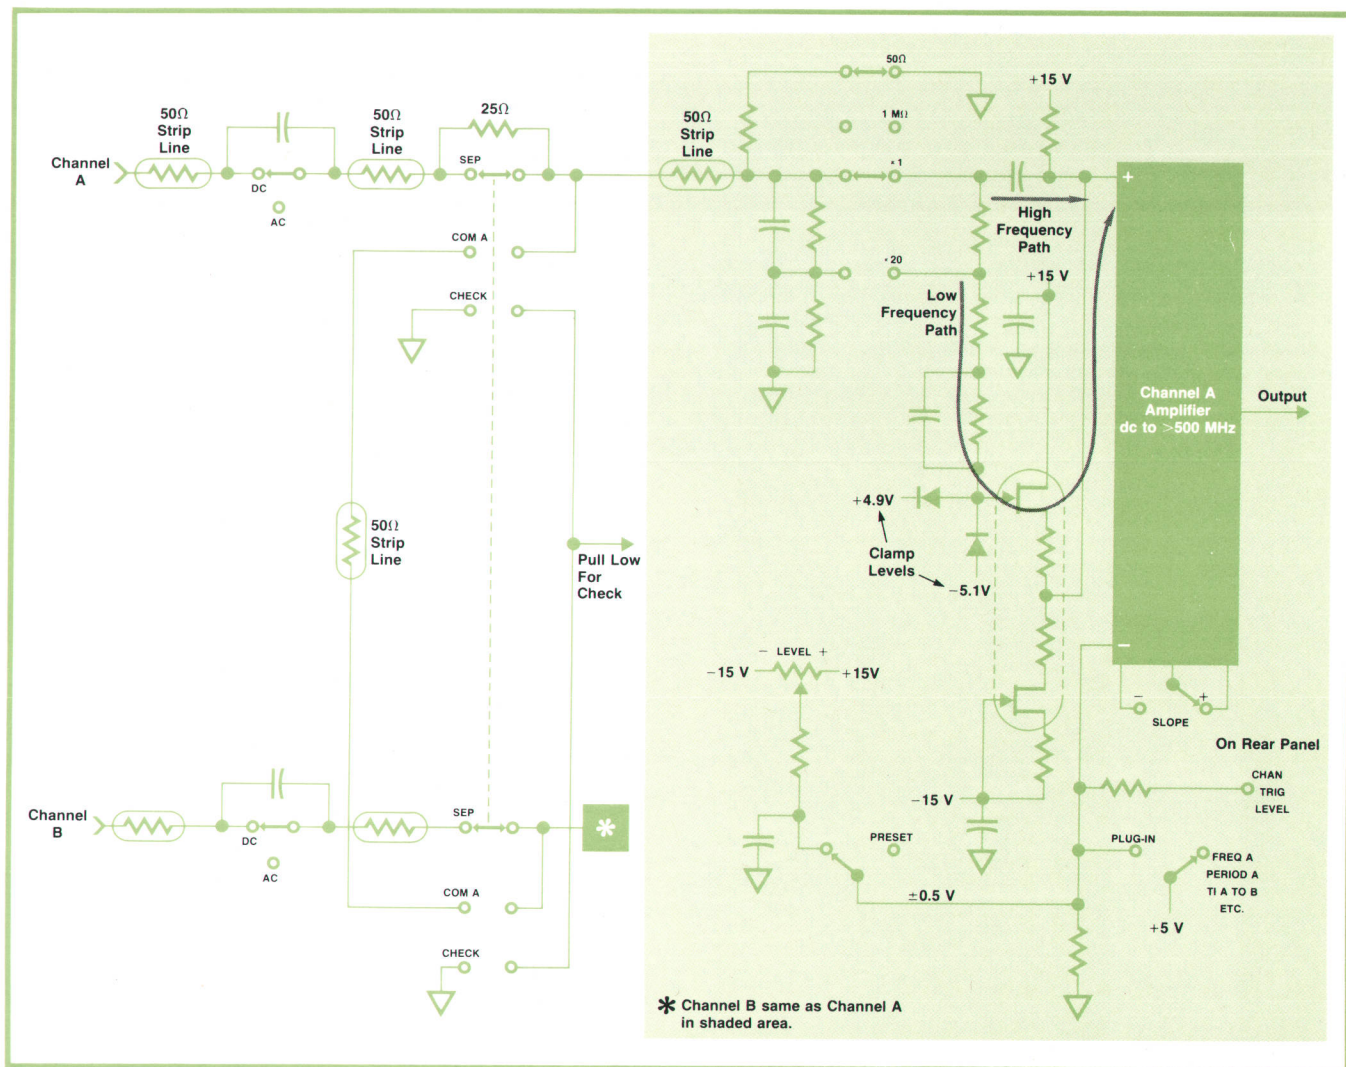 Channel
A
50Ω
Strip
Line
DC
AC
50Ω
Strip
Line
25Ω
SEP
COM A
CHECK
50Ω
Strip
Line
Pull Low
For
Check
Channel
B
DC
AC
SEP
*
COM A
CHECK
50Ω
Strip
Line
50Ω
1 MΩ
* 1
* 20
+15 V
High
Frequency
Path
+15 V
Low
Frequency
Path
+
Channel A
Amplifier
dc to >500 MHz
−
Output
+4.9V
Clamp
Levels
−5.1V
− LEVEL +
−15 V
+15V
−15 V
PRESET
±0.5 V
−
+
SLOPE
On Rear Panel
CHAN
TRIG
LEVEL
PLUG-IN
FREQ A
PERIOD A
TI A TO B
ETC.
+5 V
* Channel B same as Channel A
in shaded area.